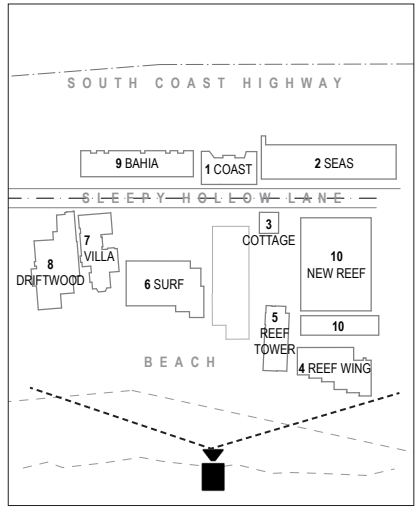 SOUTH COAST HIGHWAY
9 BAHIA
1 COAST
2 SEAS
SLEEPY HOLLOW LANE
3
COTTAGE
7
VILLA
8
DRIFTWOOD
10
NEW REEF
6 SURF
5
REEF
TOWER
10
4 REEF WING
BEACH